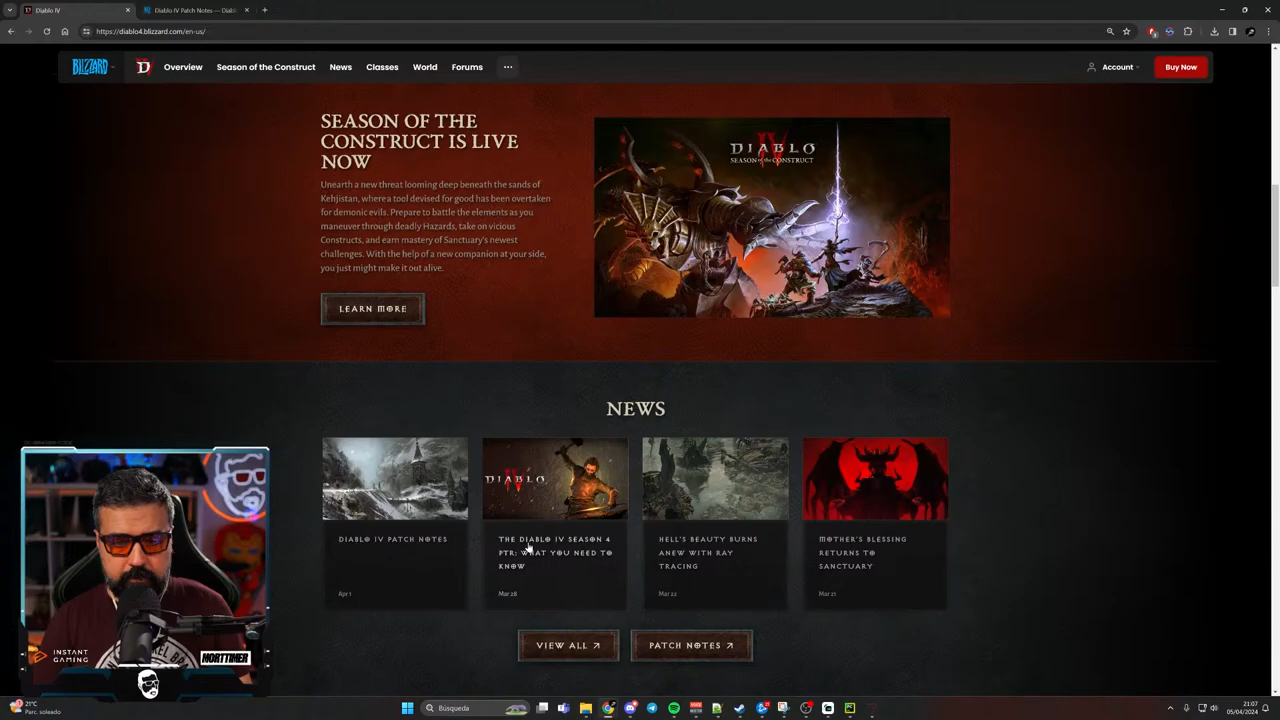 Diablo IV
Diablo IV Patch Notes — Diab
https://diablo4.blizzard.com/en-us/
BLIZZARD
Overview
Season of the Construct
News
Classes
World
Forums
Account
Buy Now
SEASON OF THE
CONSTRUCT IS LIVE
NOW
Unearth a new threat looming deep beneath the sands of
Kehjistan, where a tool devised for good has been overtaken
for demonic evils. Prepare to battle the elements as you
maneuver through deadly Hazards, take on vicious
Constructs, and earn mastery of Sanctuary's newest
challenges. With the help of a new companion at your side,
you just might make it out alive.
LEARN MORE
DIABLO IV
SEASON OF THE CONSTRUCT
NEWS
DIABLO IV
DIABLO IV PATCH NOTES
Apr 1
THE DIABLO IV SEASON 4
PTR: WHAT YOU NEED TO
KNOW
Mar 28
HELL'S BEAUTY BURNS
ANEW WITH RAY
TRACING
Mar 22
MOTHER'S BLESSING
RETURNS TO
SANCTUARY
Mar 21
VIEW ALL
PATCH NOTES
INSTANT
GAMING
MORTTIMER
21°C
Parc. soleado
Búsqueda
21:07
05/04/2024